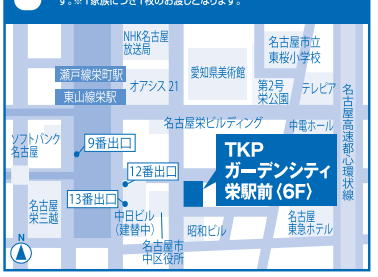 す。※1家族につき1枚のお渡しとなります。
NHK名古屋
放送局
名古屋市立
東桜小学校
瀬戸線栄町駅
東山線栄駅
オアシス21
愛知県美術館
第2号
栄公園
テレピア
名古屋高速都心環状線
名古屋栄ビルディング
中電ホール
ソフトバンク
名古屋
9番出口
12番出口
13番出口
TKP
ガーデンシティ
栄駅前〈6F〉
名古屋
栄三越
中日ビル
(建替中)
名古屋市
中区役所
昭和ビル
名古屋
東急ホテル
N